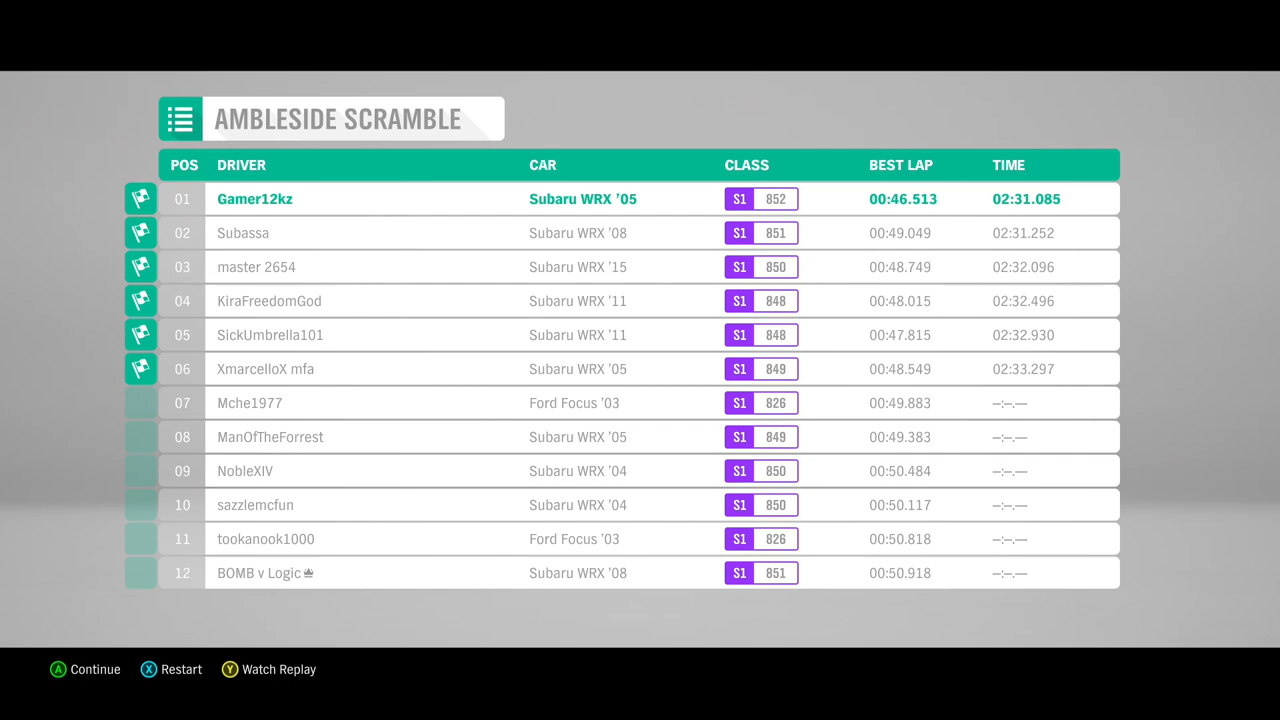 AMBLESIDE SCRAMBLE
POS DRIVER CAR CLASS BEST LAP TIME
01 Gamer12kz Subaru WRX '05 S1 852 00:46.513 02:31.085
02 Subassa Subaru WRX '08 S1 851 00:49.049 02:31.252
03 master 2654 Subaru WRX '15 S1 850 00:48.749 02:32.096
04 KiraFreedomGod Subaru WRX '11 S1 848 00:48.015 02:32.496
05 SickUmbrella101 Subaru WRX '11 S1 848 00:47.815 02:32.930
06 XmarcelloX mfa Subaru WRX '05 S1 849 00:48.549 02:33.297
07 Mche1977 Ford Focus '03 S1 826 00:49.883 --:--.---
08 ManOfTheForrest Subaru WRX '05 S1 849 00:49.383 --:--.---
09 NobleXIV Subaru WRX '04 S1 850 00:50.484 --:--.---
10 sazzlemcfun Subaru WRX '04 S1 850 00:50.117 --:--.---
11 tookanook1000 Ford Focus '03 S1 826 00:50.818 --:--.---
12 BOMB v Logic Subaru WRX '08 S1 851 00:50.918 --:--.---
A Continue X Restart Y Watch Replay